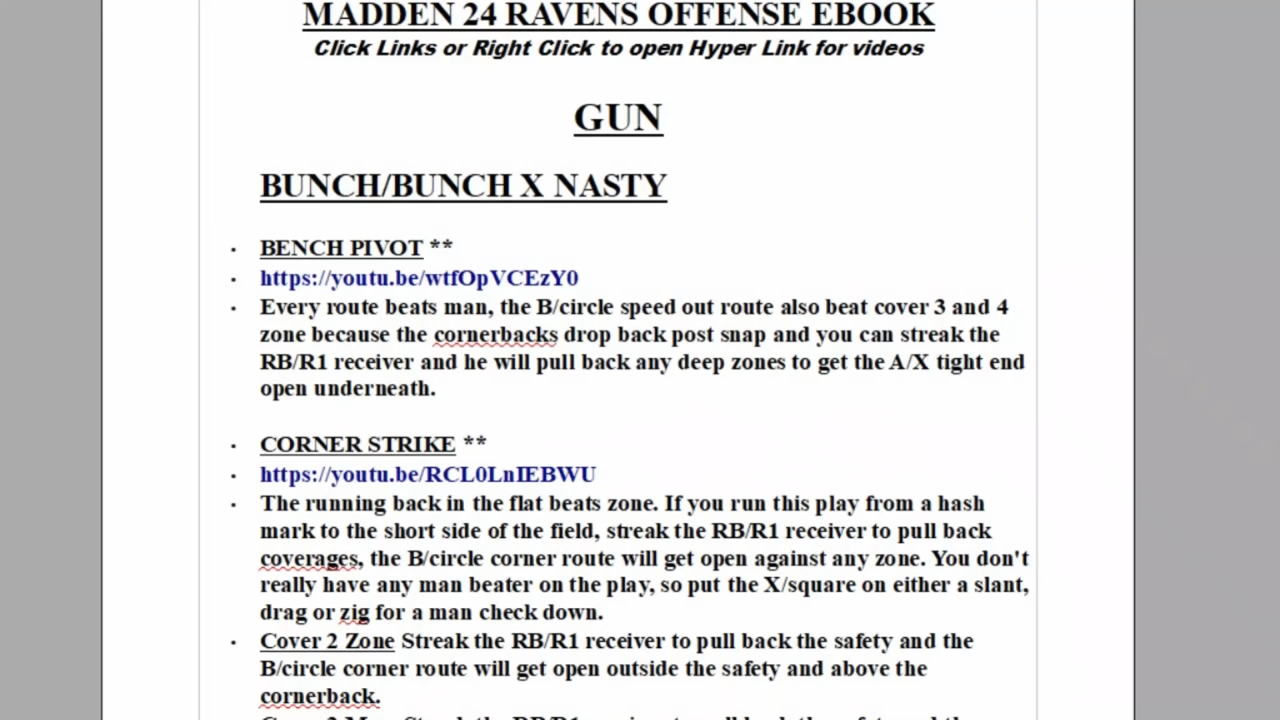 MADDEN 24 RAVENS OFFENSE EBOOK
Click Links or Right Click to open Hyper Link for videos
GUN
BUNCH/BUNCH X NASTY
· BENCH PIVOT **
· https://youtu.be/wtfOpVCEzY0
· Every route beats man, the B/circle speed out route also beat cover 3 and 4
zone because the cornerbacks drop back post snap and you can streak the
RB/R1 receiver and he will pull back any deep zones to get the A/X tight end
open underneath.
· CORNER STRIKE **
· https://youtu.be/RCL0LnIEBWU
· The running back in the flat beats zone. If you run this play from a hash
mark to the short side of the field, streak the RB/R1 receiver to pull back
coverages, the B/circle corner route will get open against any zone. You don't
really have any man beater on the play, so put the X/square on either a slant,
drag or zig for a man check down.
· Cover 2 Zone Streak the RB/R1 receiver to pull back the safety and the
B/circle corner route will get open outside the safety and above the
cornerback.